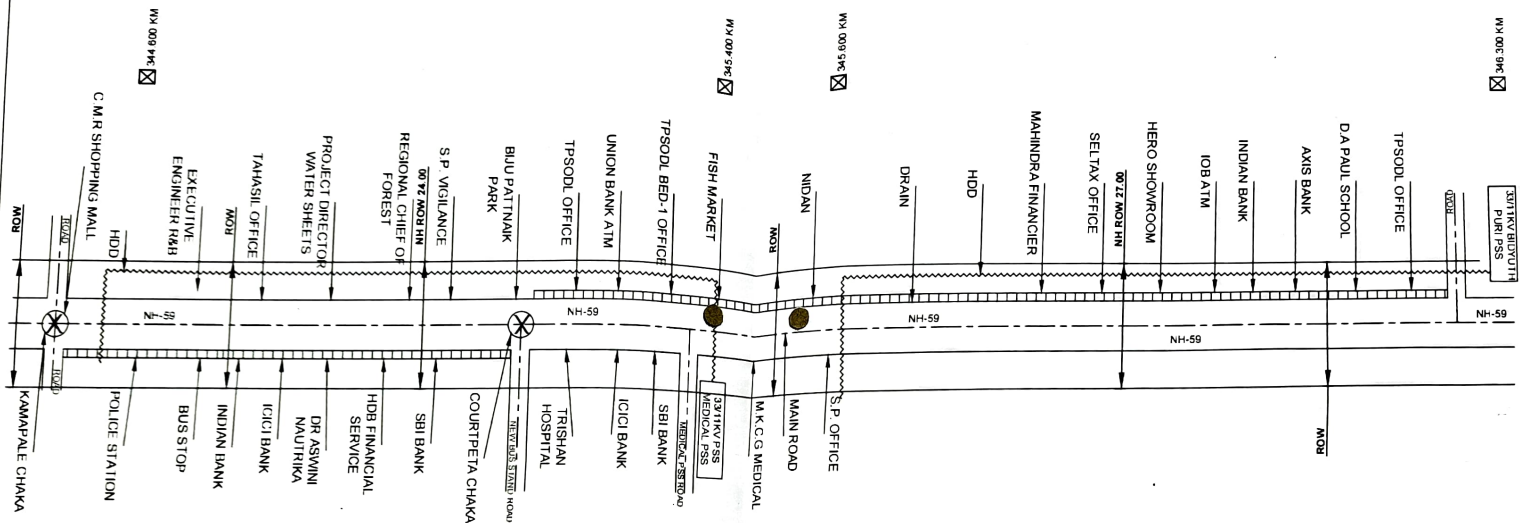 344.600 KM
345.400 KM
345.600 KM
346.300 KM
C.M.R SHOPPING MALL
HDD
EXECUTIVE
ENGINEER R&B
TAHASIL OFFICE
PROJECT DIRECTOR
WATER SHEETS
REGIONAL CHIEF OF
FOREST
NH ROW 24.00
S.P. VIGILANCE
BIJU PATTNAIK
PARK
TPSODL OFFICE
UNION BANK ATM
TPSODL BED-1 OFFICE
FISH MARKET
NIDAN
DRAIN
HDD
MAHINDRA FINANCIER
SELTAX OFFICE
NH ROW 27.00
HERO SHOWROOM
IOB ATM
INDIAN BANK
AXIS BANK
D.A PAUL SCHOOL
TPSODL OFFICE
ROAD
33/11KV BIDYUTH
PURI PSS
ROW
ROAD
ROW
ROW
NH-59
NH-59
NH-59
NH-59
NH-59
KAMAPALE CHAKA
ROAD
POLICE STATION
BUS STOP
INDIAN BANK
ICICI BANK
DR ASWINI
NAUTRIKA
HDB FINANCIAL
SERVICE
SBI BANK
COURTPETA CHAKA
NEW BUS STAND ROAD
TRISHAN
HOSPITAL
ICICI BANK
SBI BANK
MEDICAL PSS ROAD
33/11KV PSS
MEDICAL PSS
M.K.C.G MEDICAL
MAIN ROAD
S.P. OFFICE
ROW